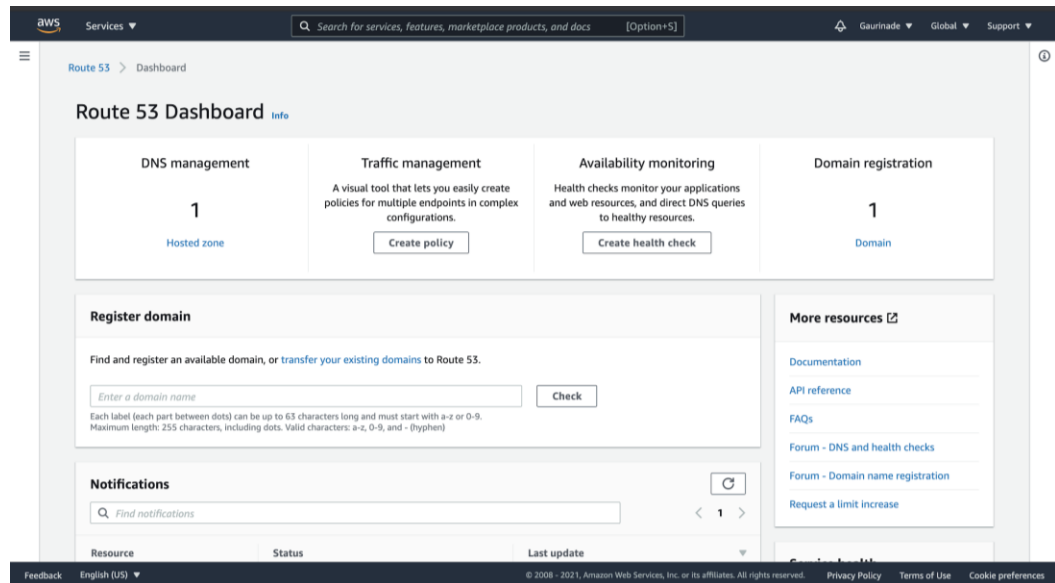 aws Services ▼ Search for services, features, marketplace products, and docs [Option+S] Gaurinade ▼ Global ▼ Support ▼
Route 53 > Dashboard
Route 53 Dashboard Info
DNS management
1
Hosted zone
Traffic management
A visual tool that lets you easily create
policies for multiple endpoints in complex
configurations.
Create policy
Availability monitoring
Health checks monitor your applications
and web resources, and direct DNS queries
to healthy resources.
Create health check
Domain registration
1
Domain
Register domain
Find and register an available domain, or transfer your existing domains to Route 53.
Enter a domain name Check
Each label (each part between dots) can be up to 63 characters long and must start with a-z or 0-9.
Maximum length: 255 characters, including dots. Valid characters: a-z, 0-9, and - (hyphen)
Notifications
Find notifications < 1 >
Resource Status Last update
More resources
Documentation
API reference
FAQs
Forum - DNS and health checks
Forum - Domain name registration
Request a limit increase
Feedback English (US) ▼ © 2008 - 2021, Amazon Web Services, Inc. or its affiliates. All rights reserved. Privacy Policy Terms of Use Cookie preferences